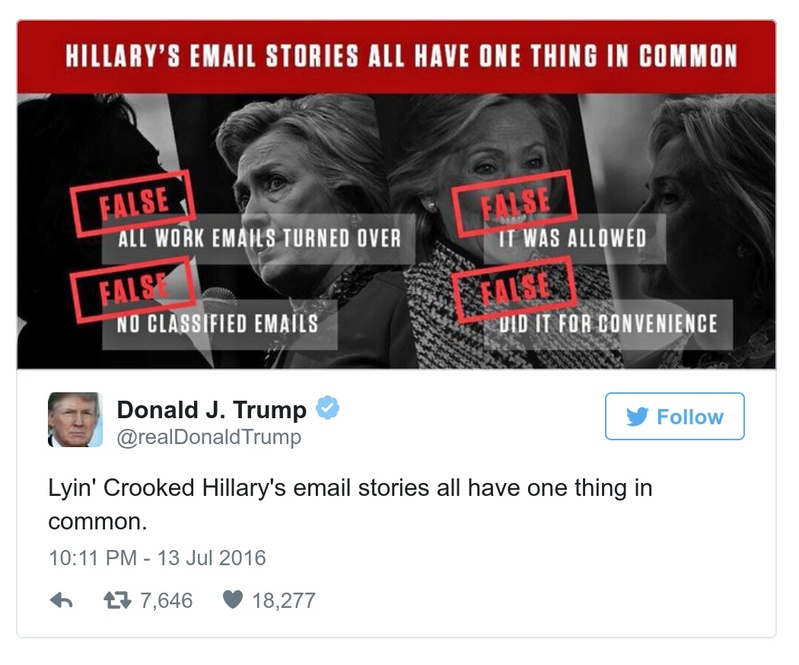 HILLARY'S EMAIL STORIES ALL HAVE ONE THING IN COMMON
FALSE
ALL WORK EMAILS TURNED OVER
FALSE
NO CLASSIFIED EMAILS
FALSE
IT WAS ALLOWED
FALSE
DID IT FOR CONVENIENCE
Donald J. Trump
@realDonaldTrump
Follow
Lyin' Crooked Hillary's email stories all have one thing in
common.
10:11 PM - 13 Jul 2016
7,646 18,277